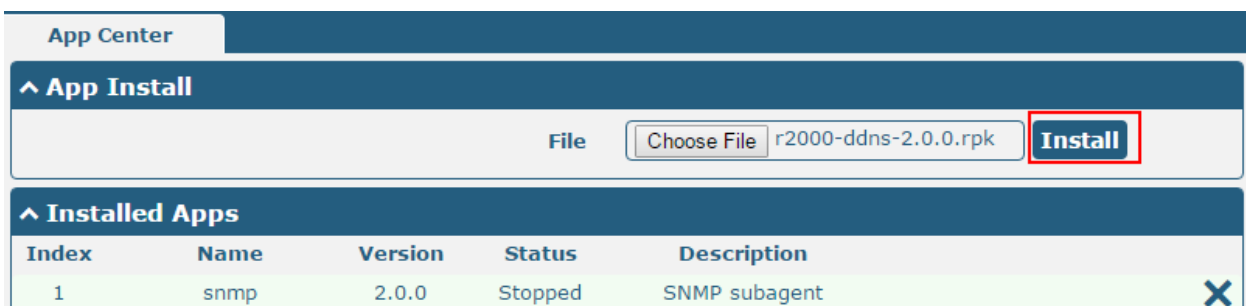 App Center
App Install
File Choose File r2000-ddns-2.0.0.rpk Install
Installed Apps
Index Name Version Status Description
1 snmp 2.0.0 Stopped SNMP subagent